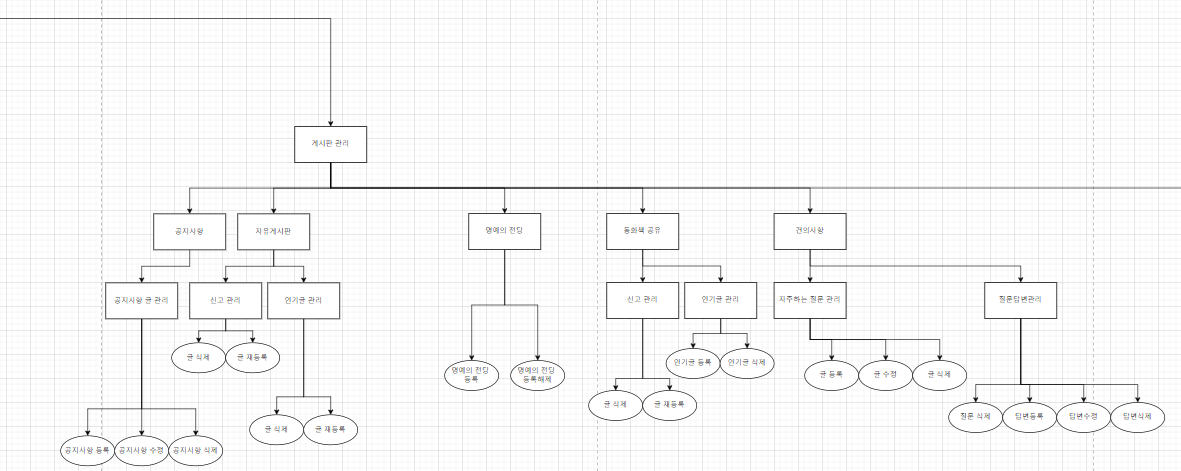 게시판 관리
공지사항
자유게시판
명예의 전당
동화책 공유
건의사항
공지사항 글 관리
신고 관리
인기글 관리
신고 관리
인기글 관리
자주하는 질문 관리
질문답변관리
글 삭제
글 재등록
명예의 전당
등록
명예의 전당
등록해제
인기글 등록
인기글 삭제
글 등록
글 수정
글 삭제
글 삭제
글 재등록
글 삭제
글 재등록
질문 삭제
답변등록
답변수정
답변삭제
공지사항 등록
공지사항 수정
공지사항 삭제